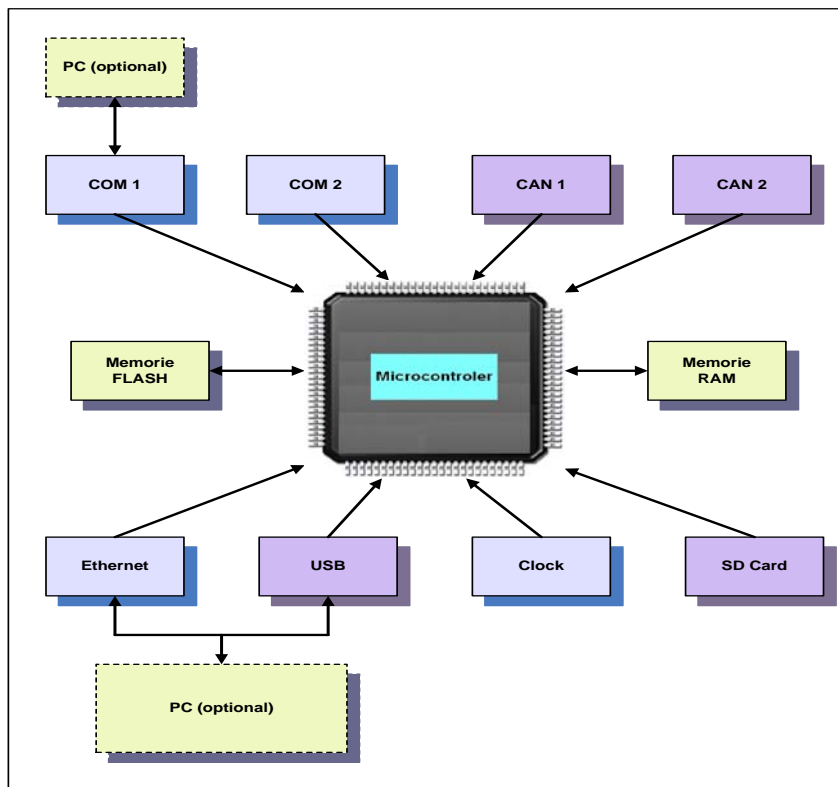 PC (optional)
COM 1
COM 2
CAN 1
CAN 2
Memorie
FLASH
Microcontroler
Memorie
RAM
Ethernet
USB
Clock
SD Card
PC (optional)